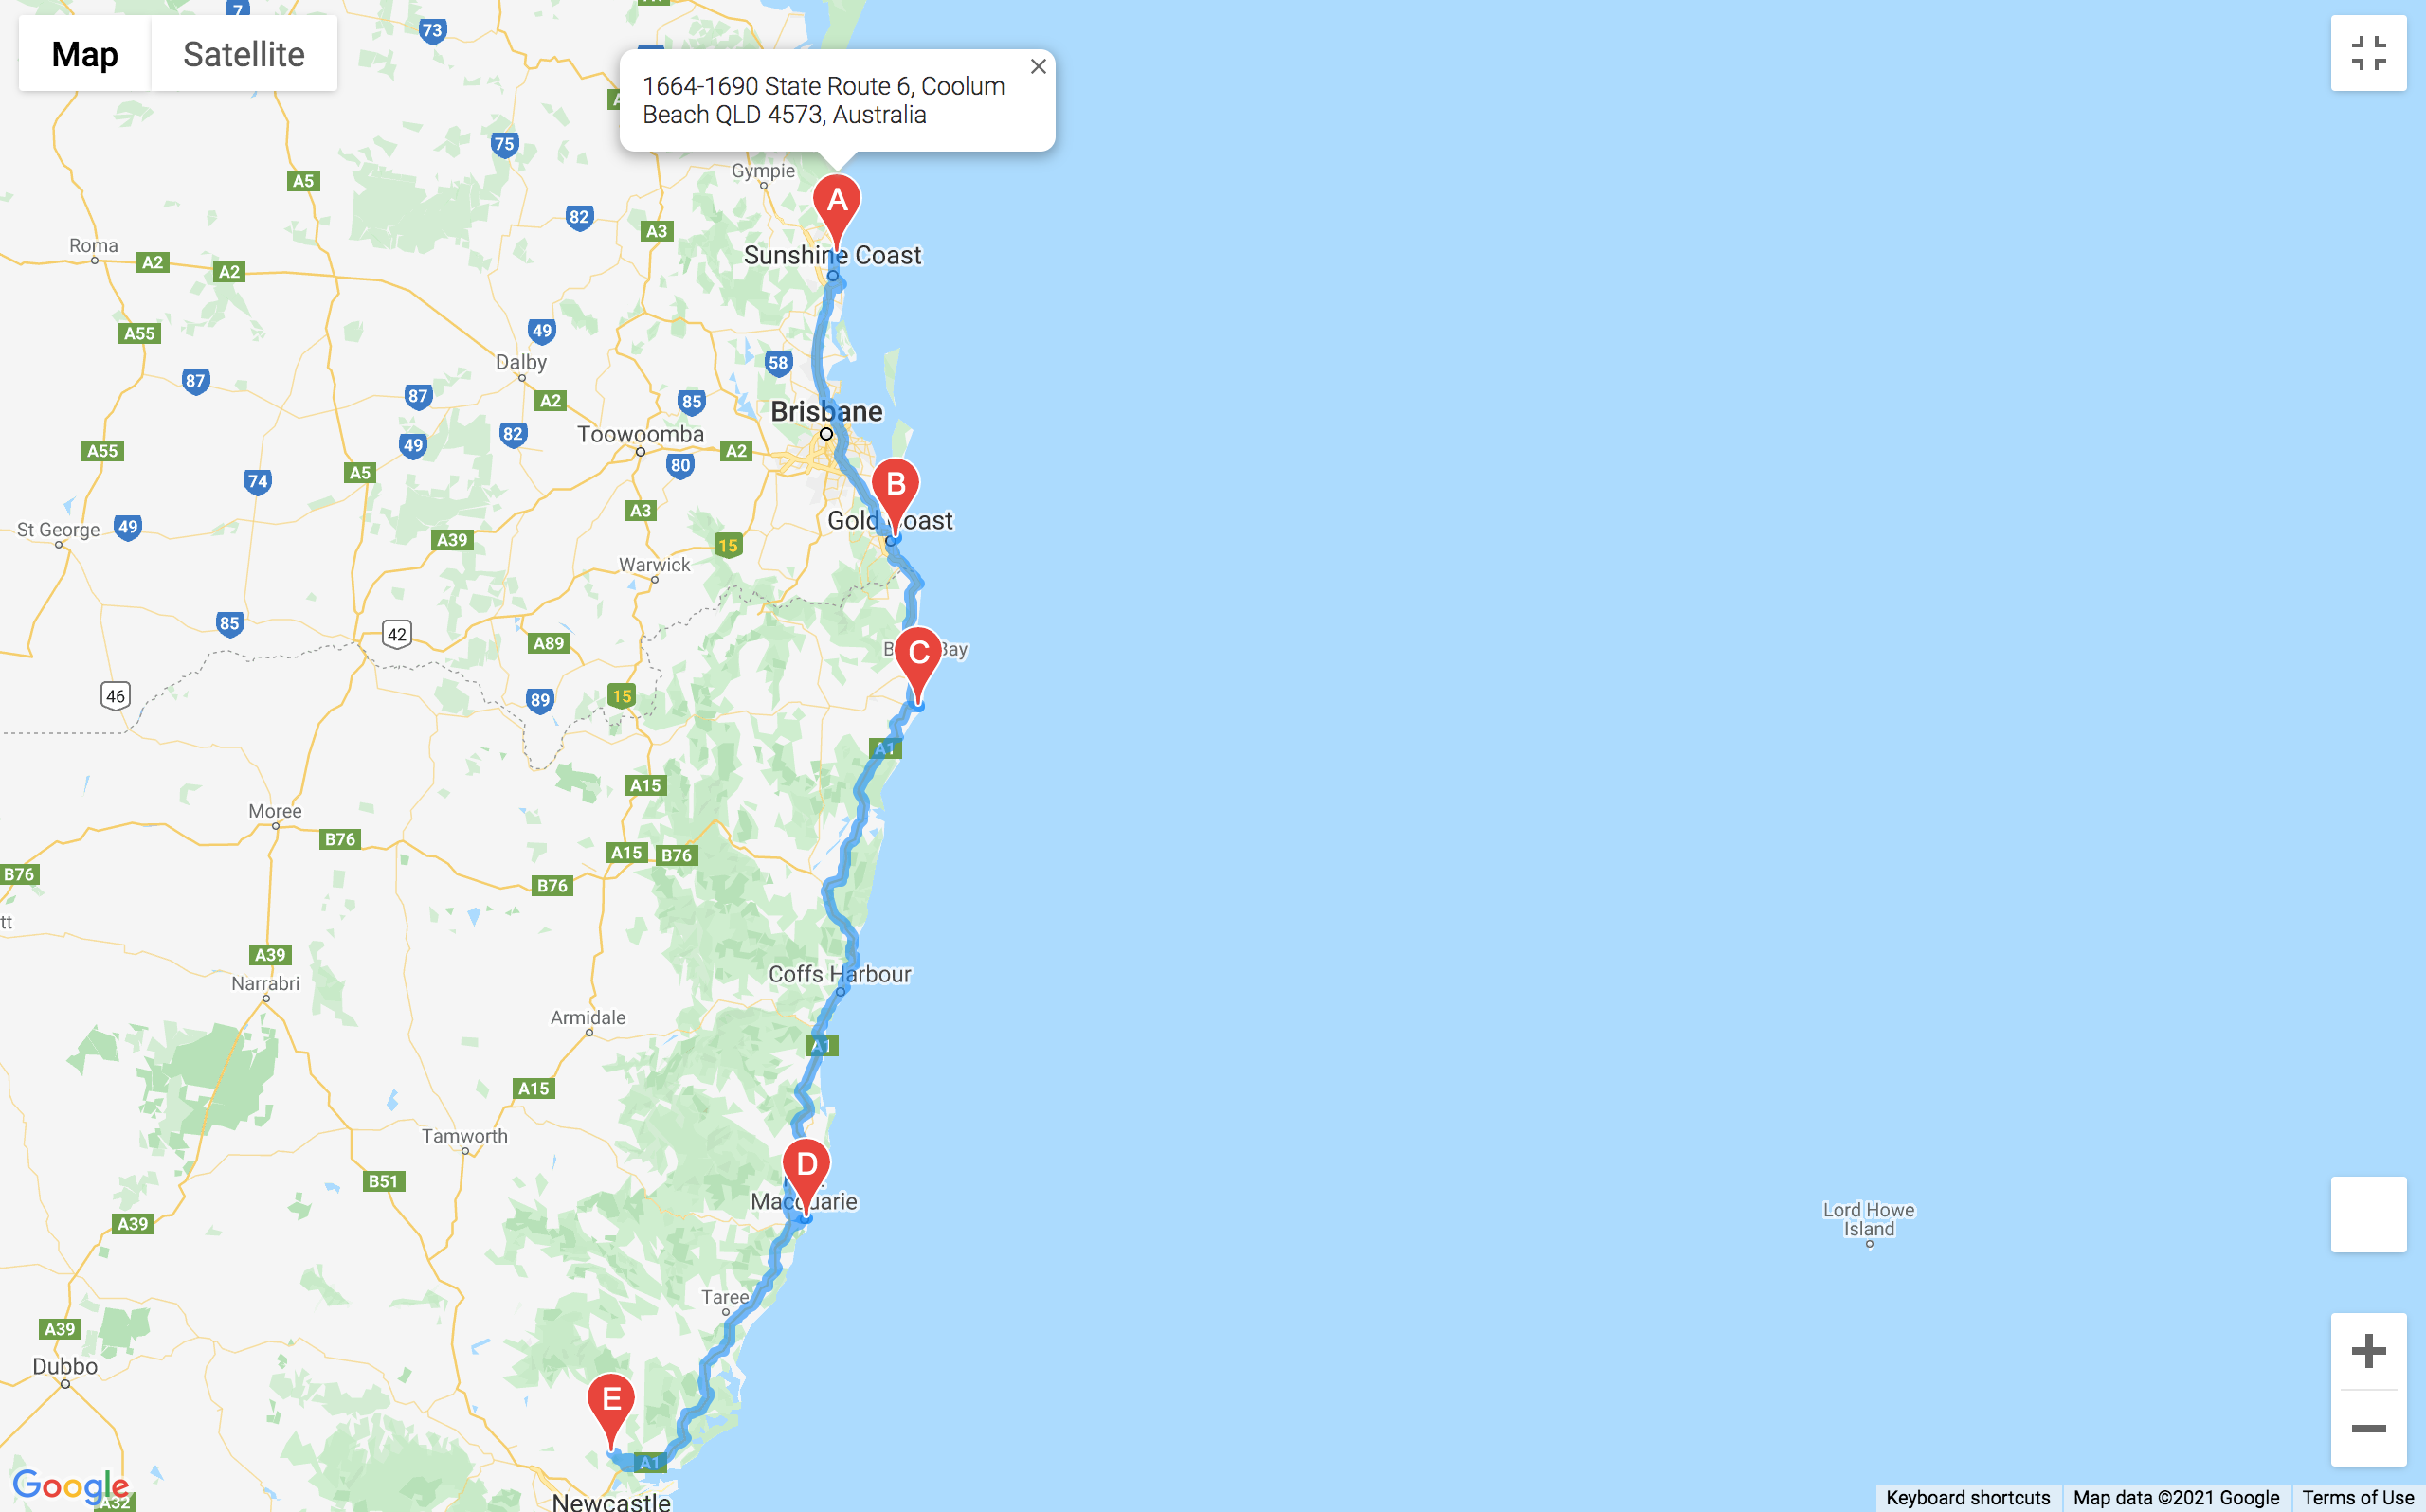 7
73
Map
Satellite
1664-1690 State Route 6, Coolum
Beach QLD 4573, Australia
75
Gympie
A5
A
82
A3
Roma
A2
A2
Sunshine Coast
A55
49
58
Dalby
87
87
A2
85
Brisbane
82
Toowoomba
49
A55
A2
A5
80
74
B
A3
Gold Coast
St George
49
A39
15
Warwick
85
42
A89
C
46
89
15
A1
A15
Moree
B76
A15
B76
B76
B76
tt
A39
Coffs Harbour
Narrabri
Armidale
A1
A15
Tamworth
D
B51
Macquarie
A39
Lord Howe
Island
Taree
A39
Dubbo
E
A1
Google
A32
Newcastle
Keyboard shortcuts
Map data ©2021 Google
Terms of Use